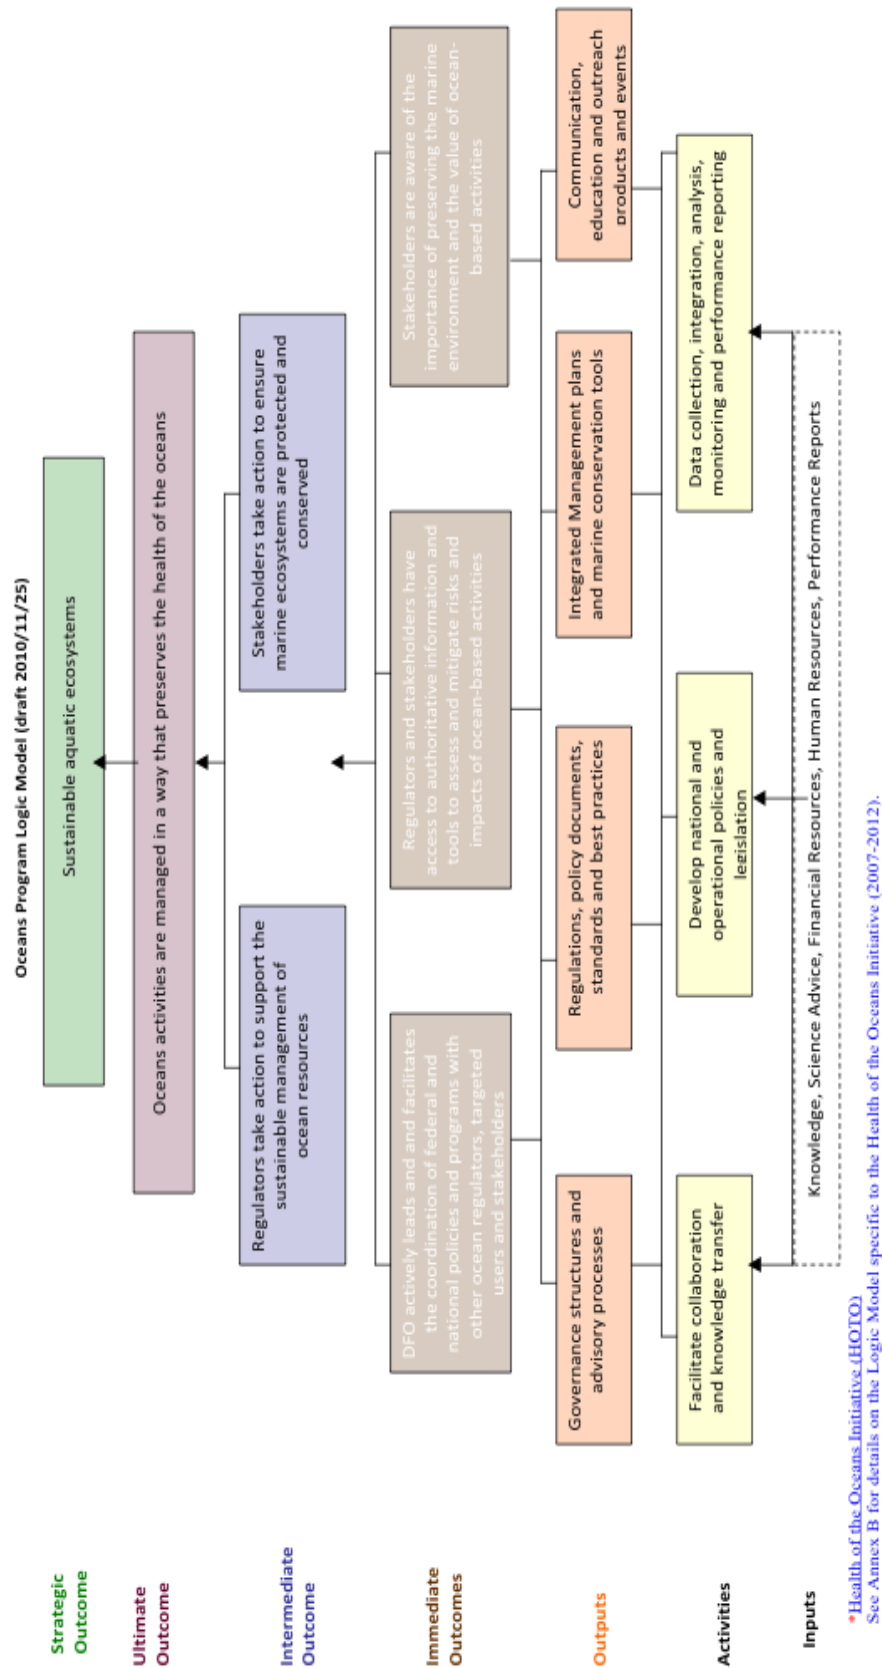 Oceans Program Logic Model (draft 2010/11/25)
Strategic
Outcome
Sustainable aquatic ecosystems
Ultimate
Outcome
Oceans activities are managed in a way that preserves the health of the oceans
Intermediate
Outcome
Regulators take action to support the
sustainable management of
ocean resources
Stakeholders take action to ensure
marine ecosystems are protected and
conserved
Immediate
Outcomes
DFO actively leads and and facilitates
the coordination of federal and
national policies and programs with
other ocean regulators, targeted
users and stakeholders
Regulators and stakeholders have
access to authoritative information and
tools to assess and mitigate risks and
impacts of ocean-based activities
Stakeholders are aware of the
importance of preserving the marine
environment and the value of ocean-
based activities
Outputs
Governance structures and
advisory processes
Regulations, policy documents,
standards and best practices
Integrated Management plans
and marine conservation tools
Communication,
education and outreach
products and events
Activities
Facilitate collaboration
and knowledge transfer
Develop national and
operational policies and
legislation
Data collection, integration, analysis,
monitoring and performance reporting
Inputs
Knowledge, Science Advice, Financial Resources, Human Resources, Performance Reports
*Health of the Oceans Initiative (HOTO)
See Annex B for details on the Logic Model specific to the Health of the Oceans Initiative (2007-2012).